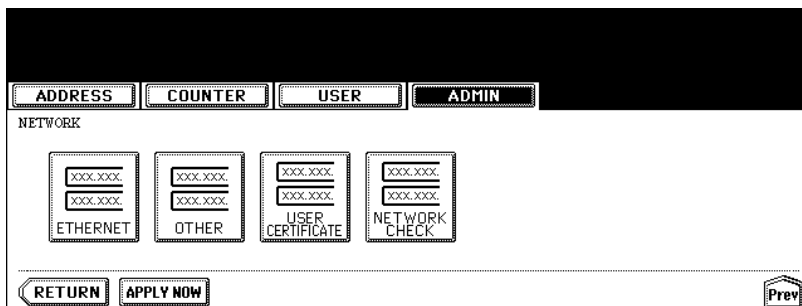 ADDRESS COUNTER USER ADMIN
NETWORK
XXX.XXX. XXX.XXX. XXX.XXX. XXX.XXX.
XXX.XXX. XXX.XXX. XXX.XXX. XXX.XXX.
ETHERNET OTHER USER CERTIFICATE NETWORK CHECK
RETURN APPLY NOW Prev